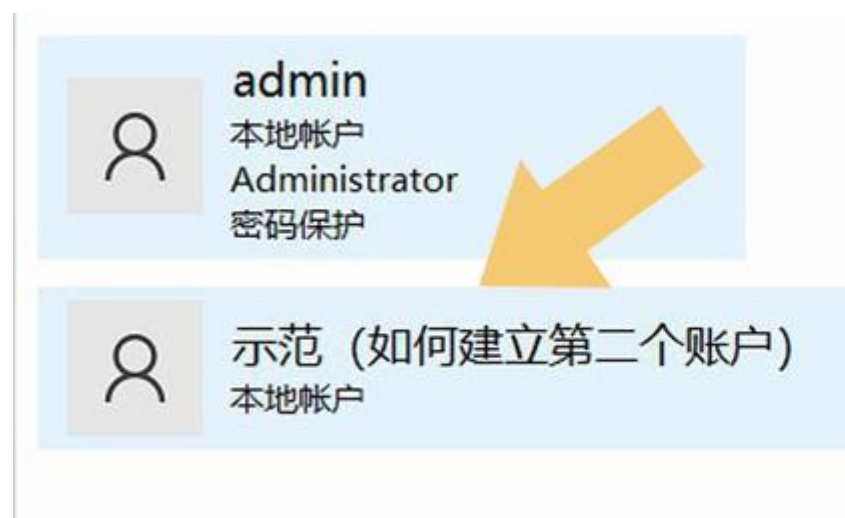 admin
本地帐户
Administrator
密码保护
示范（如何建立第二个账户）
本地帐户